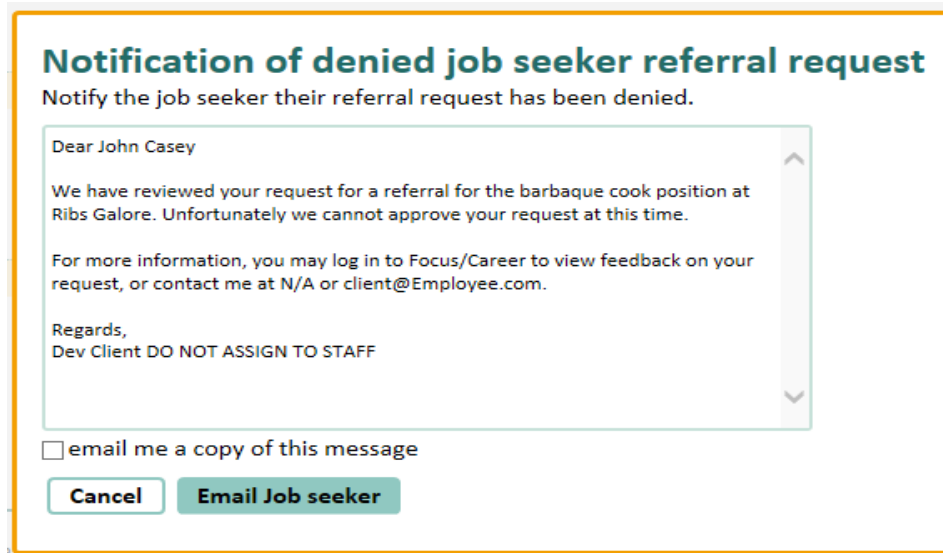 Notification of denied job seeker referral request
Notify the job seeker their referral request has been denied.
Dear John Casey
We have reviewed your request for a referral for the barbaque cook position at
Ribs Galore. Unfortunately we cannot approve your request at this time.
For more information, you may log in to Focus/Career to view feedback on your
request, or contact me at N/A or client@Employee.com.
Regards,
Dev Client DO NOT ASSIGN TO STAFF
email me a copy of this message
Cancel Email Job seeker